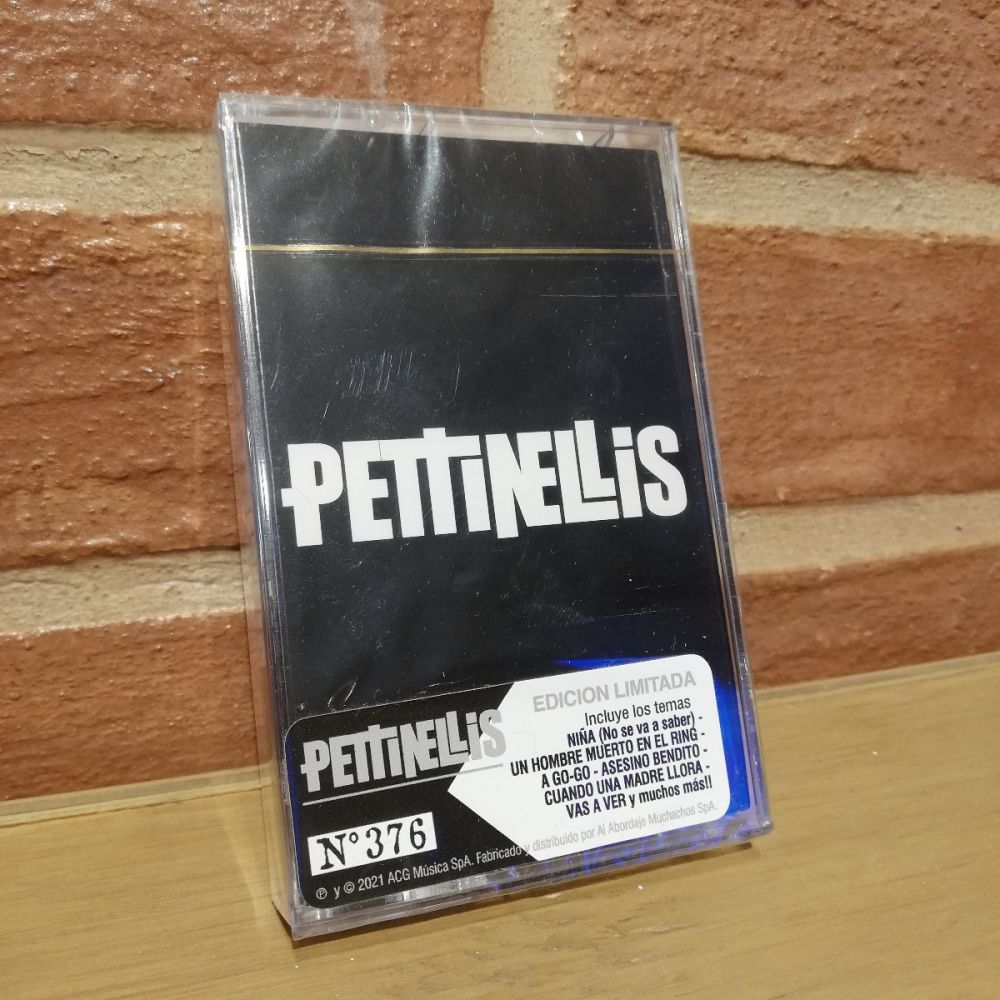 PETTINELLIS
PETTINELLIS
EDICION LIMITADA
Incluye los temas
NIÑA (No se va a saber) -
UN HOMBRE MUERTO EN EL RING -
A GO-GO - ASESINO BENDITO -
CUANDO UNA MADRE LLORA -
VAS A VER y muchos más!!
N° 376
℗ y © 2021 ACG Música SpA. Fabricado y distribuido por Al Abordaje Muchachos SpA.